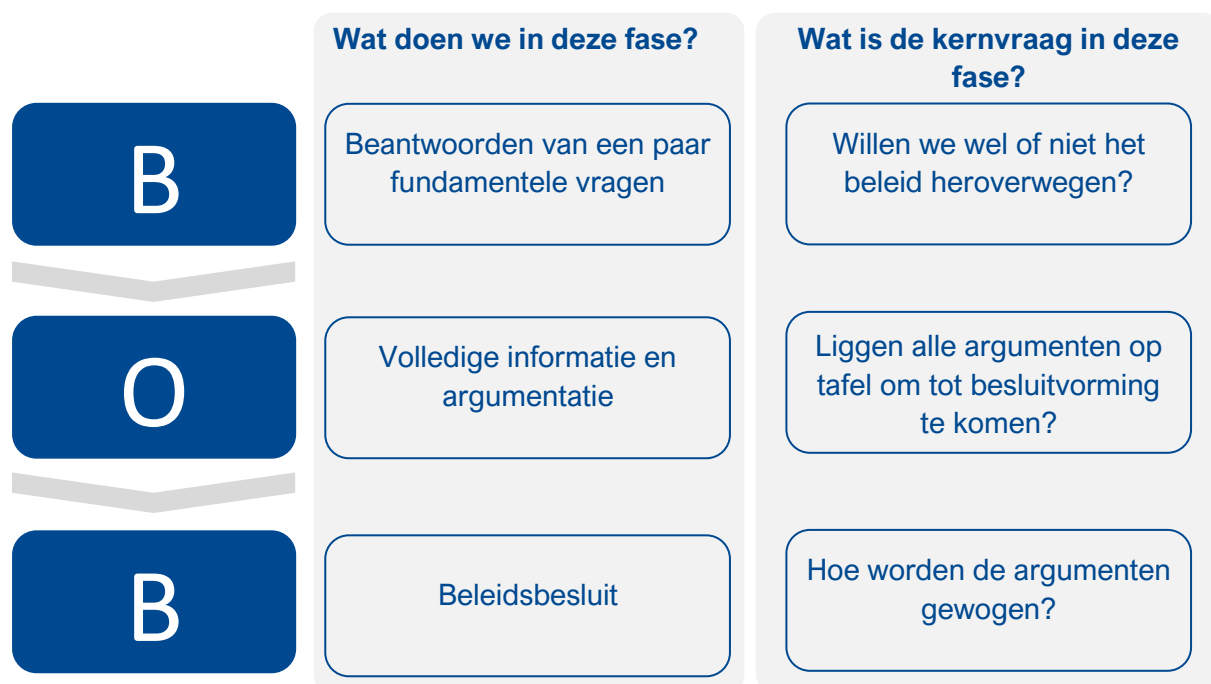 Wat doen we in deze fase?
Wat is de kernvraag in deze
fase?
B
Beantwoorden van een paar
fundamentele vragen
Willen we wel of niet het
beleid heroverwegen?
O
Volledige informatie en
argumentatie
Liggen alle argumenten op
tafel om tot besluitvorming
te komen?
B
Beleidsbesluit
Hoe worden de argumenten
gewogen?